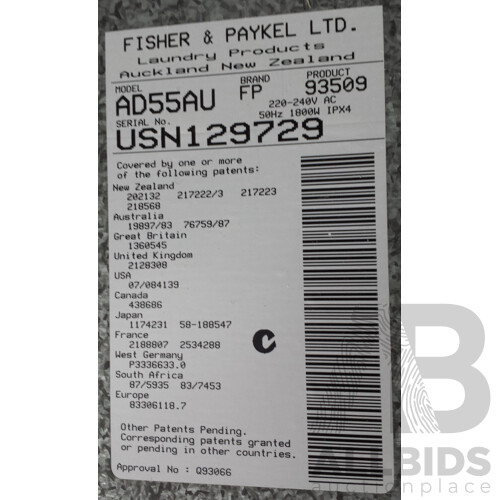 FISHER & PAYKEL LTD.
Laundry Products
Auckland New Zealand
MODEL BRAND PRODUCT
AD55AU FP 93509
220-240V AC
SERIAL No. 50Hz 1800W IPX4
USN129729
Covered by one or more
of the following patents:
New Zealand
202132 217222/3 217223
218568
Australia
19897/83 76759/87
Great Britain
1360545
United Kingdom
2128308
USA
07/084139
Canada
438686
Japan
1174231 58-188547
France
2188807 2534288
West Germany
P3336633.0
South Africa
87/5935 83/7453
Europe
83306118.7
Other Patents Pending.
Corresponding patents granted
or pending in other countries.
Approval No : Q93066
AB
ALLBIDS
auctionplace